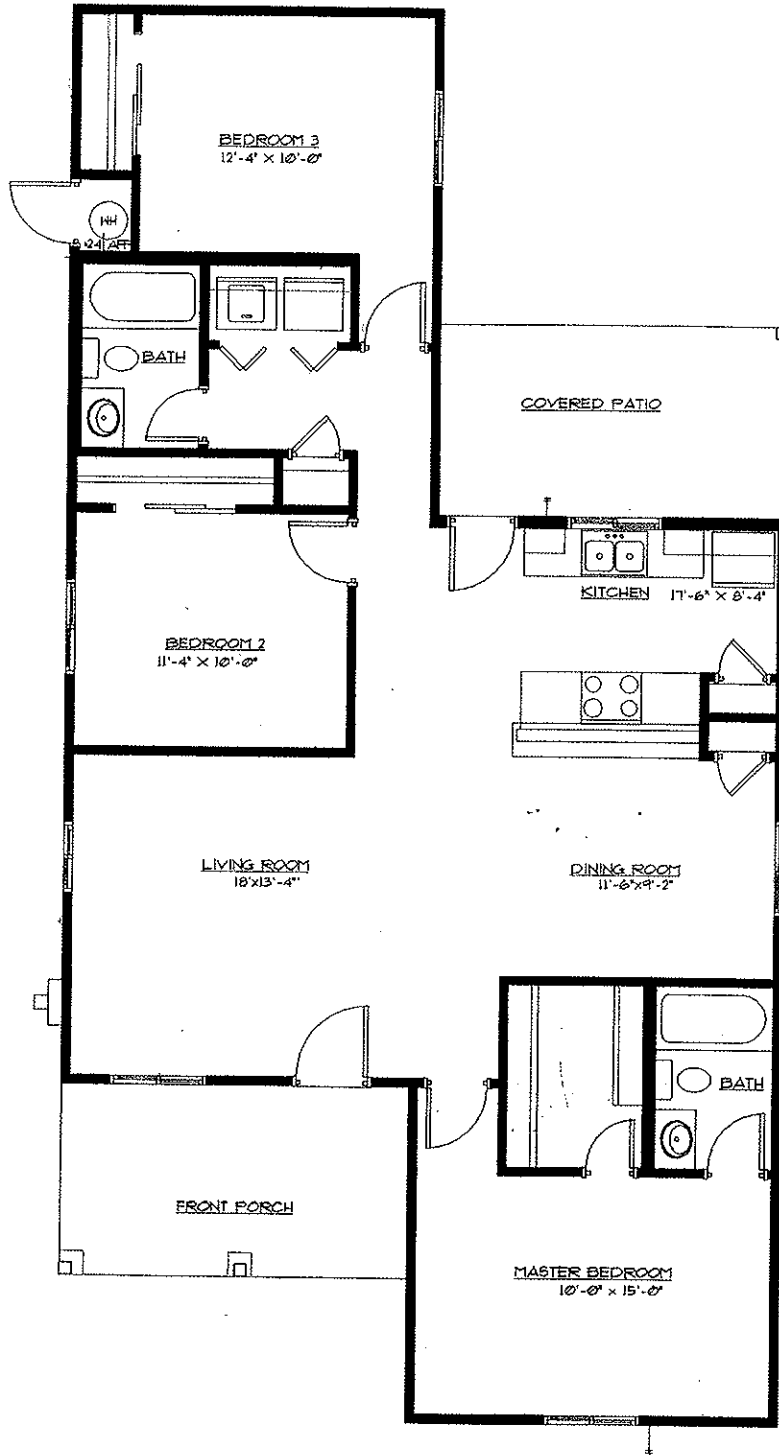 BEDROOM 3
12'-4" X 10'-0"
WH
24" AFF
BATH
COVERED PATIO
KITCHEN 17'-6" X 8'-4"
BEDROOM 2
11'-4" X 10'-0"
LIVING ROOM
18'x13'-4"
DINING ROOM
11'-6"x9'-2"
BATH
FRONT PORCH
MASTER BEDROOM
10'-0" x 15'-0"